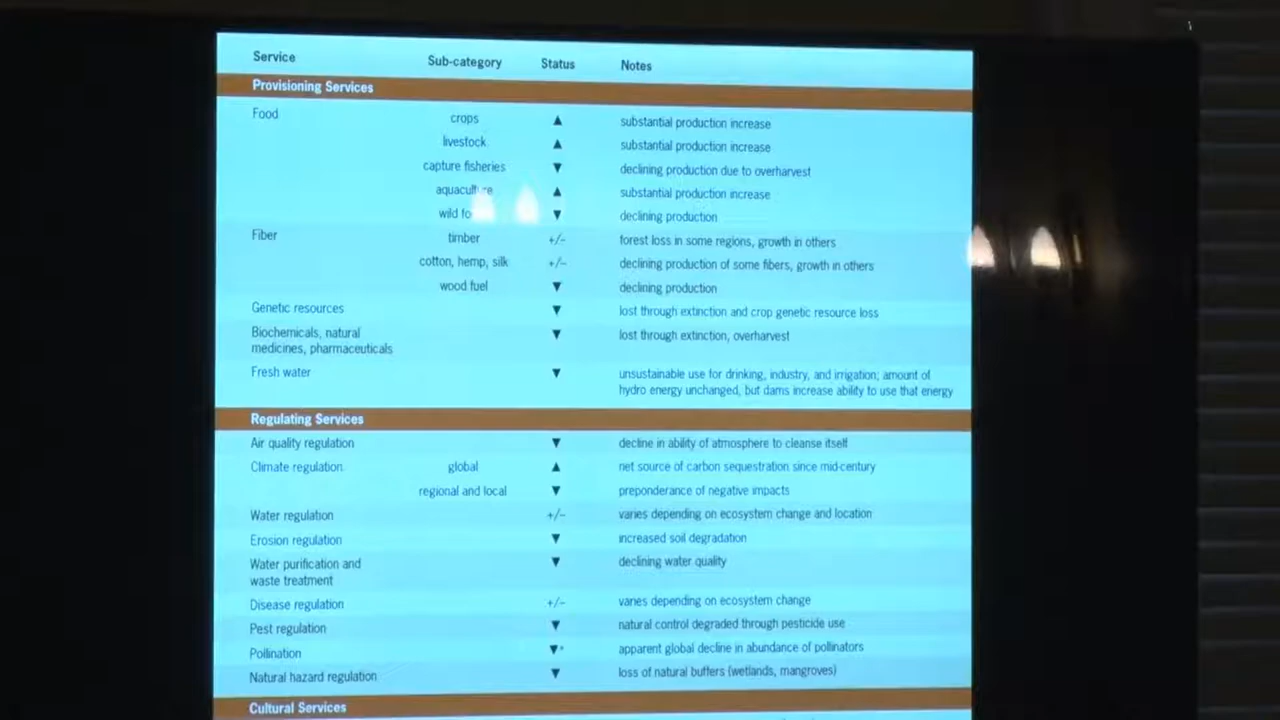 Service Sub-category Status Notes
Provisioning Services
Food crops ▲ substantial production increase
livestock ▲ substantial production increase
capture fisheries ▼ declining production due to overharvest
aquaculture ▲ substantial production increase
wild ▼ declining production
Fiber timber +/– forest loss in some regions, growth in others
cotton, hemp, silk +/– declining production of some fibers, growth in others
wood fuel ▼ declining production
Genetic resources ▼ lost through extinction and crop genetic resource loss
Biochemicals, natural ▼ lost through extinction, overharvest
medicines, pharmaceuticals
Fresh water ▼ unsustainable use for drinking, industry, and irrigation; amount of
hydro energy unchanged, but dams increase ability to use that energy
Regulating Services
Air quality regulation ▼ decline in ability of atmosphere to cleanse itself
Climate regulation global ▲ net source of carbon sequestration since mid-century
regional and local ▼ preponderance of negative impacts
Water regulation +/– varies depending on ecosystem change and location
Erosion regulation ▼ increased soil degradation
Water purification and ▼ declining water quality
waste treatment
Disease regulation +/– varies depending on ecosystem change
Pest regulation ▼ natural control degraded through pesticide use
Pollination ▼* apparent global decline in abundance of pollinators
Natural hazard regulation ▼ loss of natural buffers (wetlands, mangroves)
Cultural Services